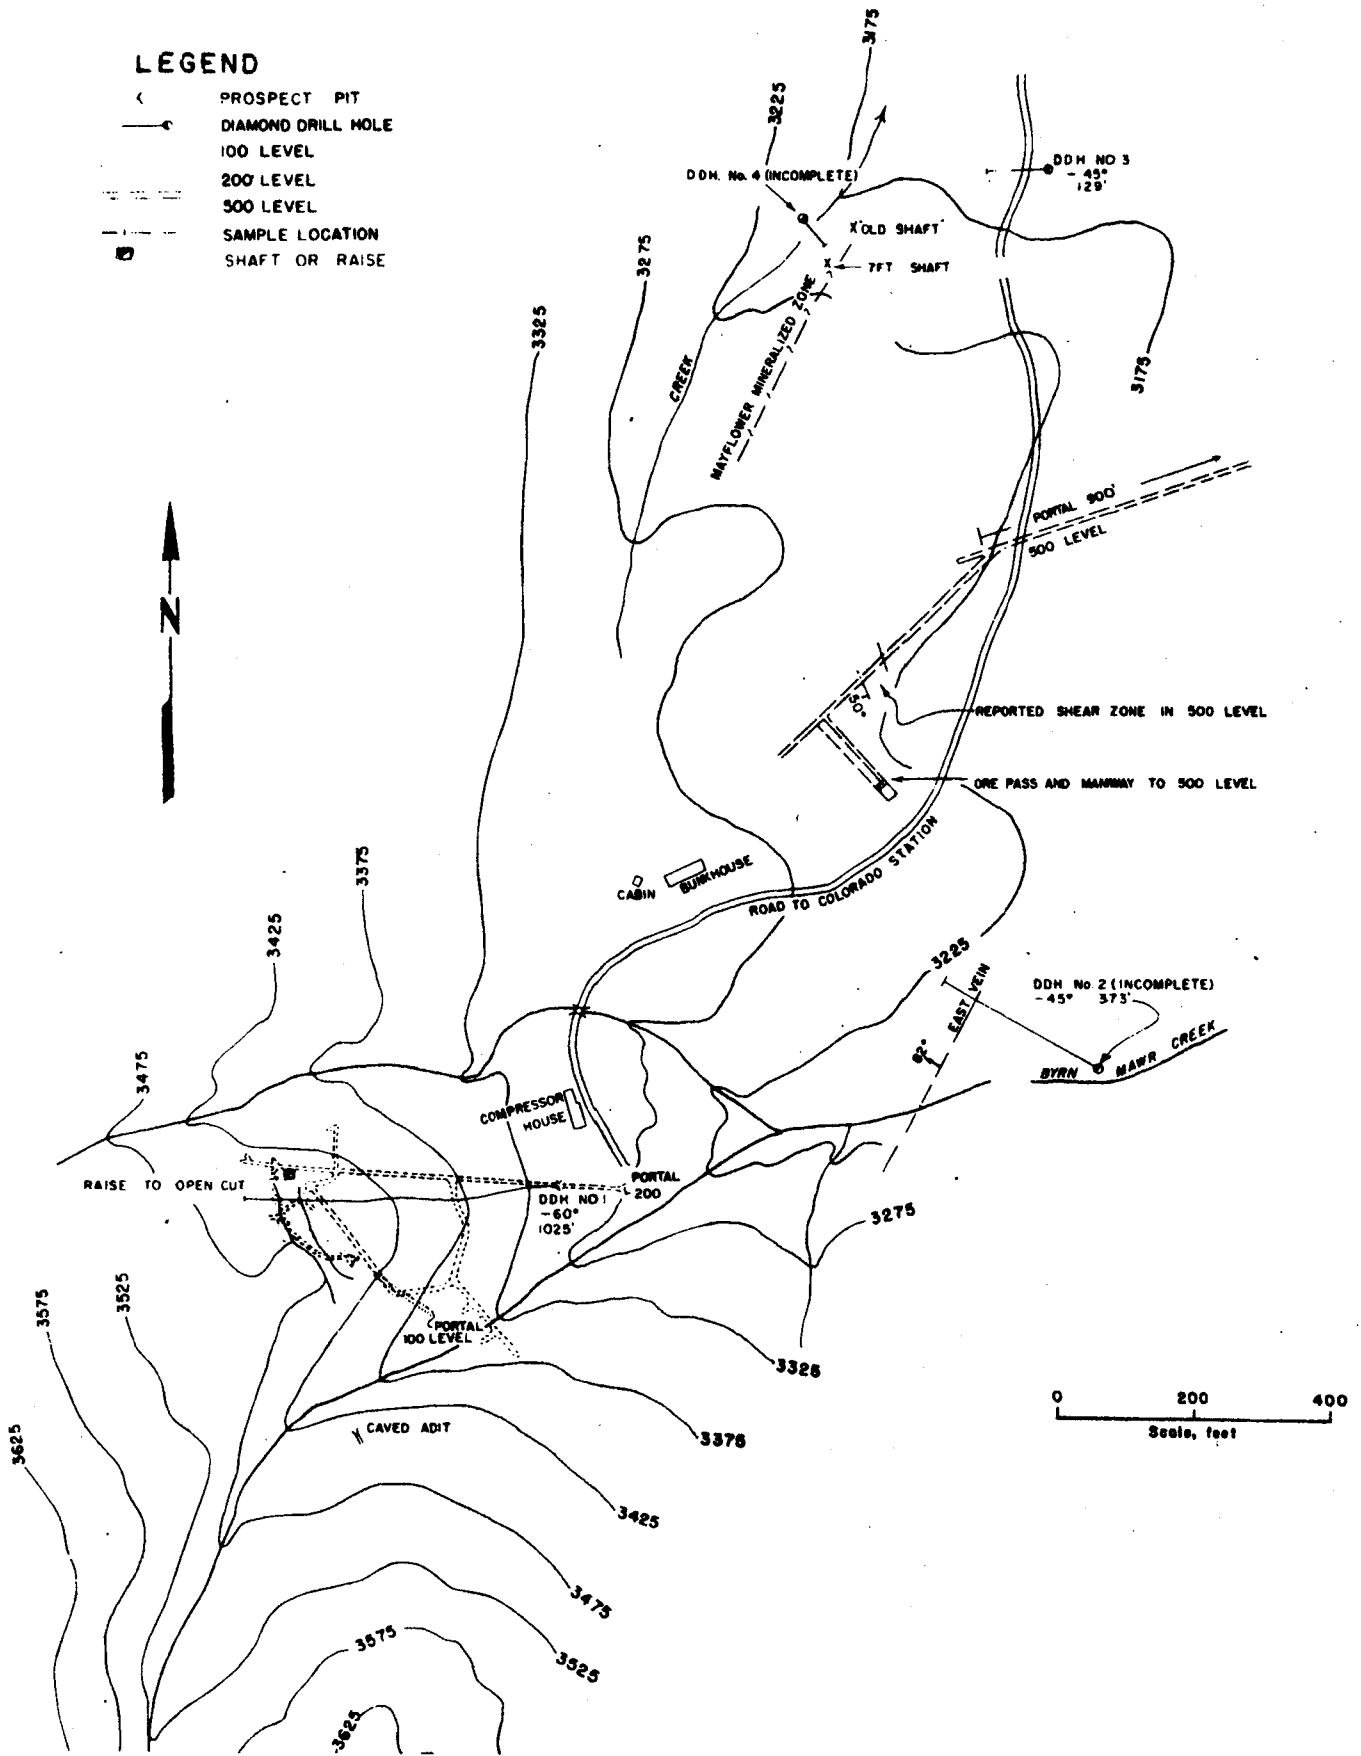 LEGEND
PROSPECT PIT
DIAMOND DRILL HOLE
100 LEVEL
200' LEVEL
500 LEVEL
SAMPLE LOCATION
SHAFT OR RAISE
3175
3225
DDH. No. 4 (INCOMPLETE)
DDH NO 3
-45°
129'
"OLD SHAFT"
7FT SHAFT
3275
3325
CREEK
MAYFLOWER MINERALIZED ZONE
3175
PORTAL 900'
500 LEVEL
N
50°
REPORTED SHEAR ZONE IN 500 LEVEL
ORE PASS AND MANWAY TO 500 LEVEL
CABIN
BUNKHOUSE
ROAD TO COLORADO STATION
3375
3425
3475
3225
EAST VEIN
82°
DDH No. 2 (INCOMPLETE)
-45° 373'
BYRN MAWR CREEK
COMPRESSOR
HOUSE
RAISE TO OPEN CUT
PORTAL
200
DDH NO 1
-60°
1025'
3275
3575
3525
PORTAL
100 LEVEL
3325
0 200 400
Scale, feet
CAVED ADIT
3375
3625
3425
3475
3575
3525
3625